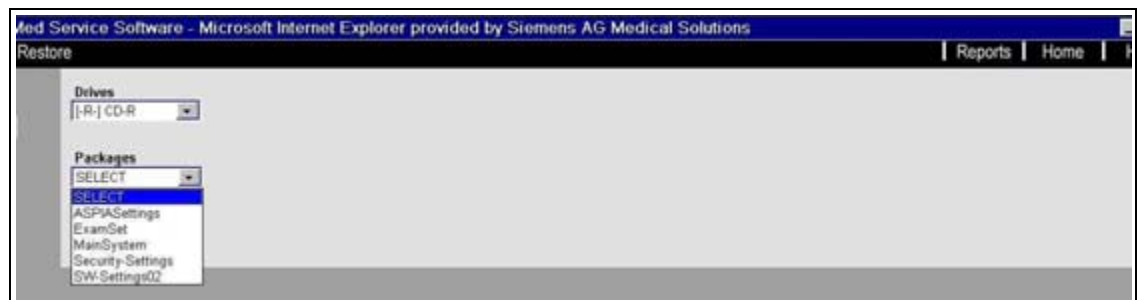 Med Service Software - Microsoft Internet Explorer provided by Siemens AG Medical Solutions
Restore | Reports | Home |
Drives
[-R-] CD-R
Packages
SELECT
SELECT
ASPIASettings
ExamSet
MainSystem
Security-Settings
SW-Settings02